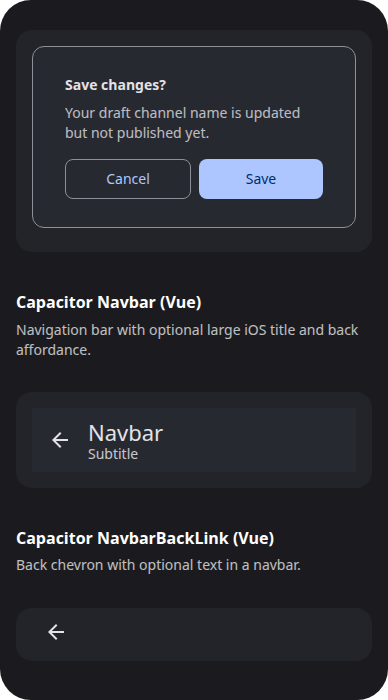 Save changes?
Your draft channel name is updated
but not published yet.
Cancel
Save
Capacitor Navbar (Vue)
Navigation bar with optional large iOS title and back
affordance.
Navbar
Subtitle
Capacitor NavbarBackLink (Vue)
Back chevron with optional text in a navbar.